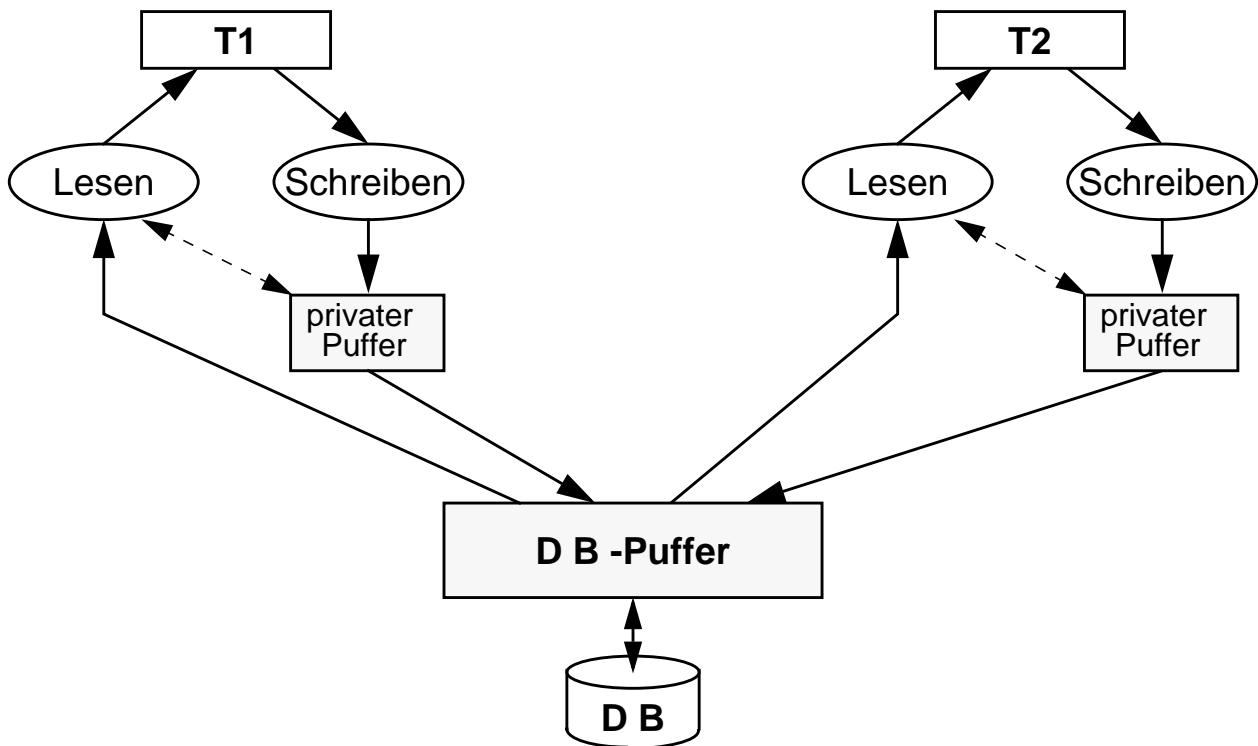 T1
T2
Lesen
Schreiben
Lesen
Schreiben
privater
Puffer
privater
Puffer
D B -Puffer
D B